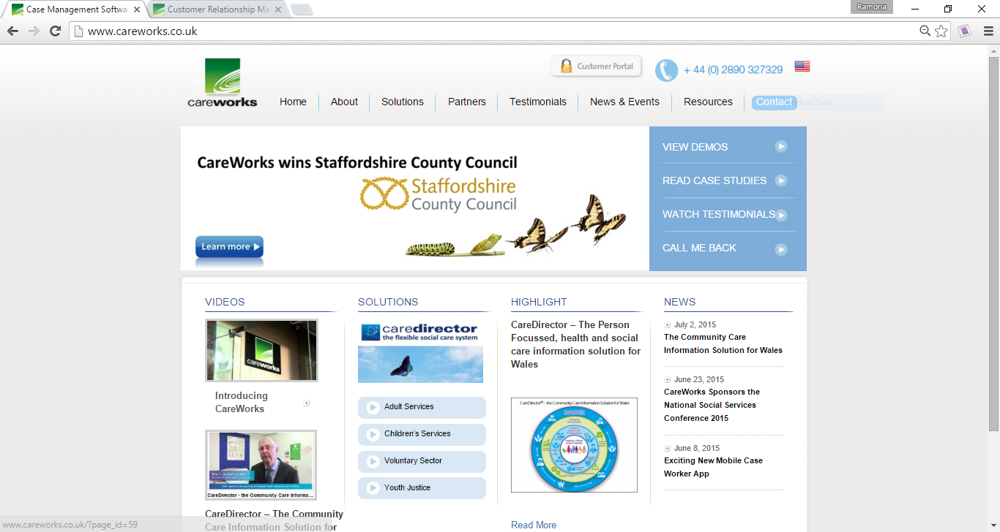 Case Management Softwa
Customer Relationship Ma
Ramona
www.careworks.co.uk
careworks
Customer Portal
+ 44 (0) 2890 327329
Home
About
Solutions
Partners
Testimonials
News & Events
Resources
Contact
Snip
CareWorks wins Staffordshire County Council
Staffordshire
County Council
Learn more
VIEW DEMOS
READ CASE STUDIES
WATCH TESTIMONIALS
CALL ME BACK
VIDEOS
careworks
Introducing
CareWorks
CareDirector - the Community Care Informa...
CareDirector – The Community
Care Information Solution for
SOLUTIONS
caredirector
the flexible social care system
Adult Services
Children's Services
Voluntary Sector
Youth Justice
HIGHLIGHT
CareDirector – The Person
Focussed, health and social
care information solution for
Wales
CareDirector® - the Community Care Information Solution for Wales
Read More
NEWS
July 2, 2015
The Community Care
Information Solution for Wales
June 23, 2015
CareWorks Sponsors the
National Social Services
Conference 2015
June 8, 2015
Exciting New Mobile Case
Worker App
www.careworks.co.uk/?page_id=59